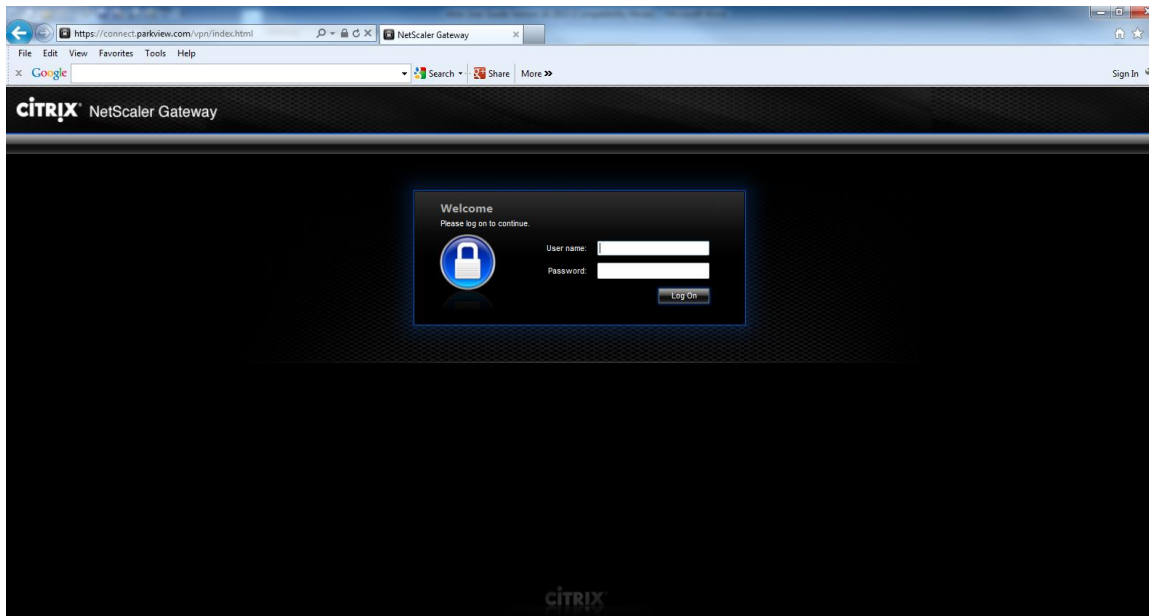 https://connect.parkview.com/vpn/index.html
NetScaler Gateway
File Edit View Favorites Tools Help
x Google Search Share More »
Sign In
CITRIX NetScaler Gateway
Welcome
Please log on to continue.
User name:
Password:
Log On
CITRIX